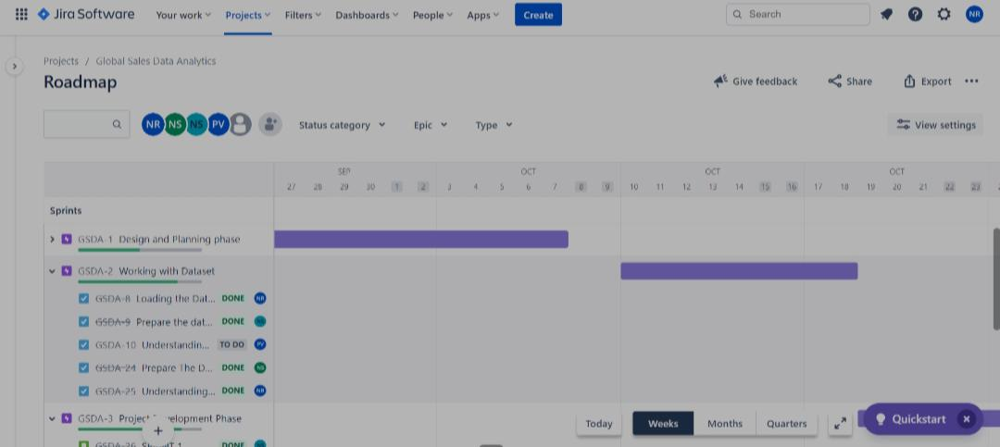 Jira Software Your work Projects Filters Dashboards People Apps Create Search NR
Projects / Global Sales Data Analytics
Roadmap
Give feedback Share Export
NR NS NS PV Status category Epic Type View settings
SEP OCT OCT OCT
27 28 29 30 1 2 3 4 5 6 7 8 9 10 11 12 13 14 15 16 17 18 19 20 21 22 23
Sprints
GSDA-1 Design and Planning phase
GSDA-2 Working with Dataset
GSDA-8 Loading the Dat... DONE NR
GSDA-9 Prepare the dat... DONE
GSDA-10 Understandin... TO DO PV
GSDA-24 Prepare The D... DONE NS
GSDA-25 Understanding... DONE NR
GSDA-3 Project elopment Phase
Today Weeks Months Quarters Quickstart
GSDA-26 DONE